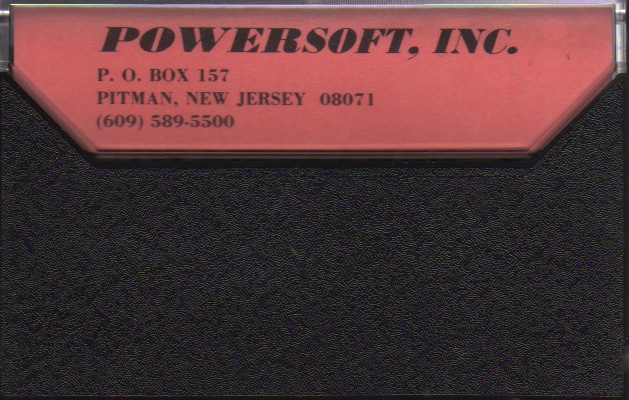 POWERSOFT, INC.
P. O. BOX 157
PITMAN, NEW JERSEY 08071
(609) 589-5500